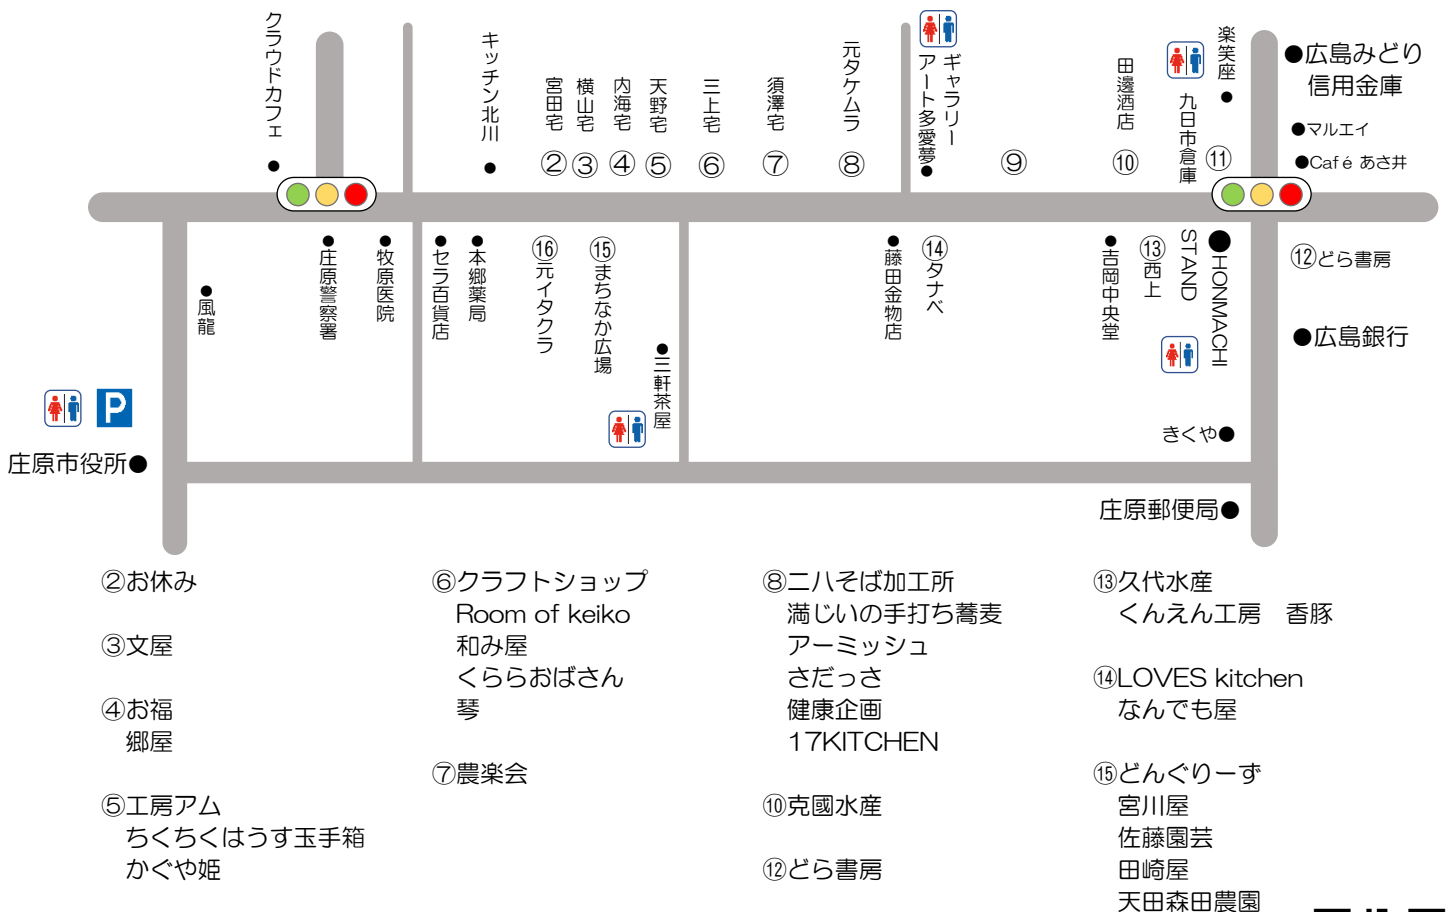 クラウドカフェ
キッチン北川
宮田宅
②
横山宅
③
内海宅
④
天野宅
⑤
三上宅
⑥
須澤宅
⑦
元タケムラ
⑧
ギャラリー
アート多愛夢
⑨
田邊酒店
⑩
九日市倉庫
楽笑座
⑪
広島みどり
信用金庫
マルエイ
Café あさ井
風龍
庄原警察署
牧原医院
セラ百貨店
本郷薬局
⑯元イタクラ
⑮まちなか広場
三軒茶屋
藤田金物店
⑭タナベ
吉岡中央堂
⑬西上
HONMACHI
STAND
⑫どら書房
広島銀行
P
きくや
庄原市役所
庄原郵便局
②お休み
③文屋
④お福
郷屋
⑤工房アム
ちくちくはうす玉手箱
かぐや姫
⑥クラフトショップ
Room of keiko
和み屋
くららおばさん
琴
⑦農楽会
⑧二八そば加工所
満じいの手打ち蕎麦
アーミッシュ
さだっさ
健康企画
17KITCHEN
⑩克國水産
⑫どら書房
⑬久代水産
くんえん工房　香豚
⑭LOVES kitchen
なんでも屋
⑮どんぐりーず
宮川屋
佐藤園芸
田崎屋
天田森田農園